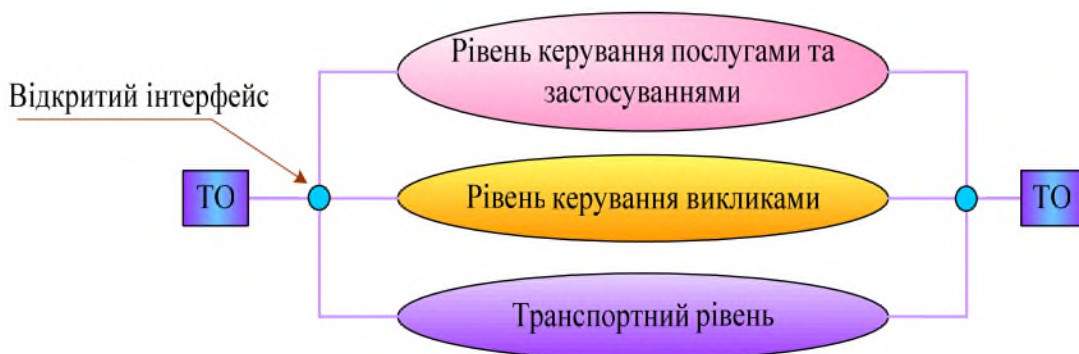 Рівень керування послугами та
застосуваннями
Відкритий інтерфейс
ТО
Рівень керування викликами
ТО
Транспортний рівень